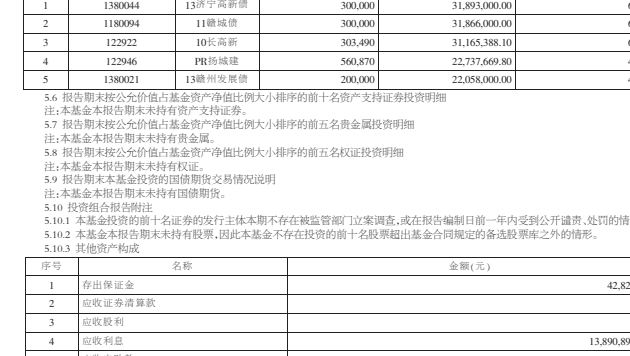 1 1380044 13济宁高新债 300,000 31,893,000.00
2 1180094 11赣城债 300,000 31,866,000.00
3 122922 10长高新 303,490 31,165,388.10
4 122946 PR扬城建 560,870 22,737,669.80
5 1380021 13赣州发展债 200,000 22,058,000.00
5.6 报告期末按公允价值占基金资产净值比例大小排序的前十名资产支持证券投资明细
注:本基金本报告期末未持有资产支持证券。
5.7 报告期末按公允价值占基金资产净值比例大小排序的前五名贵金属投资明细
注:本基金本报告期末未持有贵金属。
5.8 报告期末按公允价值占基金资产净值比例大小排序的前五名权证投资明细
注:本基金本报告期末未持有权证。
5.9 报告期末本基金投资的国债期货交易情况说明
注:本基金本报告期末未持有国债期货。
5.10 投资组合报告附注
5.10.1 本基金投资的前十名证券的发行主体本期不存在被监管部门立案调查,或在报告编制日前一年内受到公开谴责、处罚的情
5.10.2 本基金本报告期末未持有股票,因此本基金不存在投资的前十名股票超出基金合同规定的备选股票库之外的情形。
5.10.3 其他资产构成
序号 名称 金额(元)
1 存出保证金 42,82
2 应收证券清算款
3 应收股利
4 应收利息 13,890,89